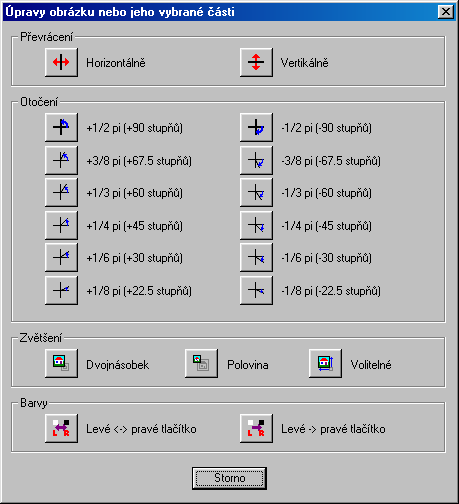 Úpravy obrázku nebo jeho vybrané části
Převrácení
Horizontálně Vertikálně
Otočení
+1/2 pi (+90 stupňů) -1/2 pi (-90 stupňů)
+3/8 pi (+67.5 stupňů) -3/8 pi (-67.5 stupňů)
+1/3 pi (+60 stupňů) -1/3 pi (-60 stupňů)
+1/4 pi (+45 stupňů) -1/4 pi (-45 stupňů)
+1/6 pi (+30 stupňů) -1/6 pi (-30 stupňů)
+1/8 pi (+22.5 stupňů) -1/8 pi (-22.5 stupňů)
Zvětšení
Dvojnásobek Polovina Volitelné
Barvy
L R Levé <-> pravé tlačítko L R Levé -> pravé tlačítko
Storno